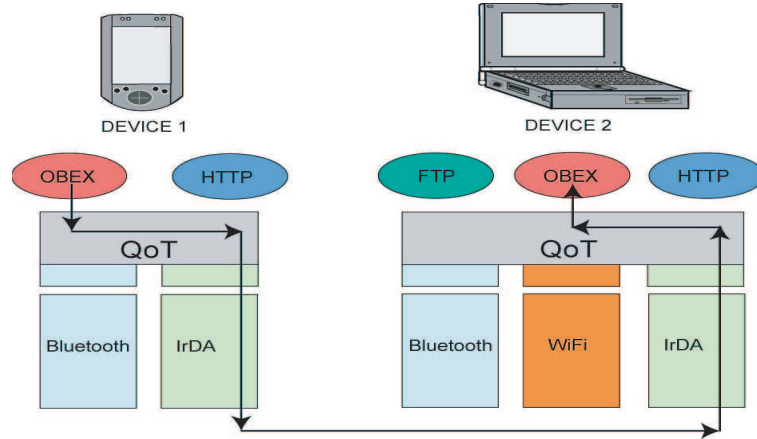 DEVICE 1
DEVICE 2
OBEX
HTTP
FTP
OBEX
HTTP
QoT
QoT
Bluetooth
IrDA
Bluetooth
WiFi
IrDA